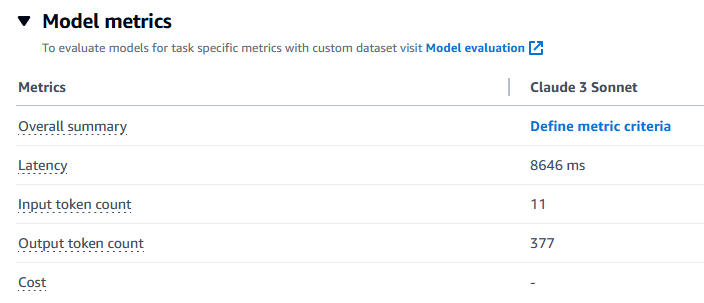 Model metrics
To evaluate models for task specific metrics with custom dataset visit Model evaluation
Metrics Claude 3 Sonnet
Overall summary Define metric criteria
Latency 8646 ms
Input token count 11
Output token count 377
Cost -